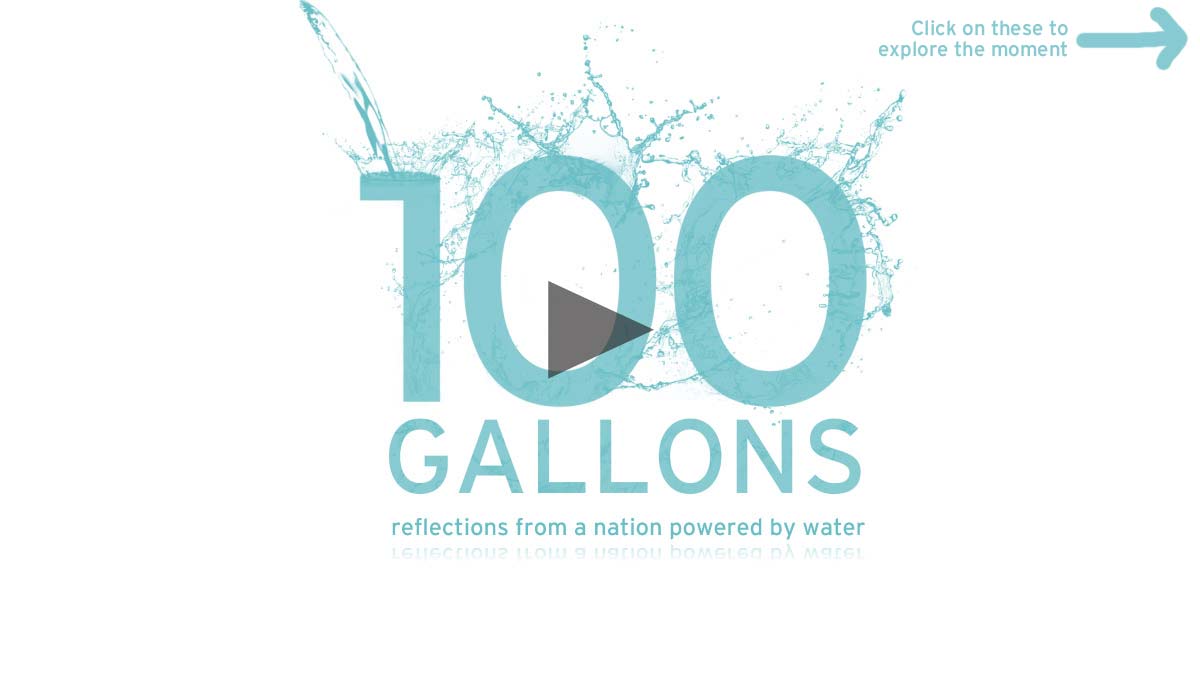 Click on these to
explore the moment
100
GALLONS
reflections from a nation powered by water